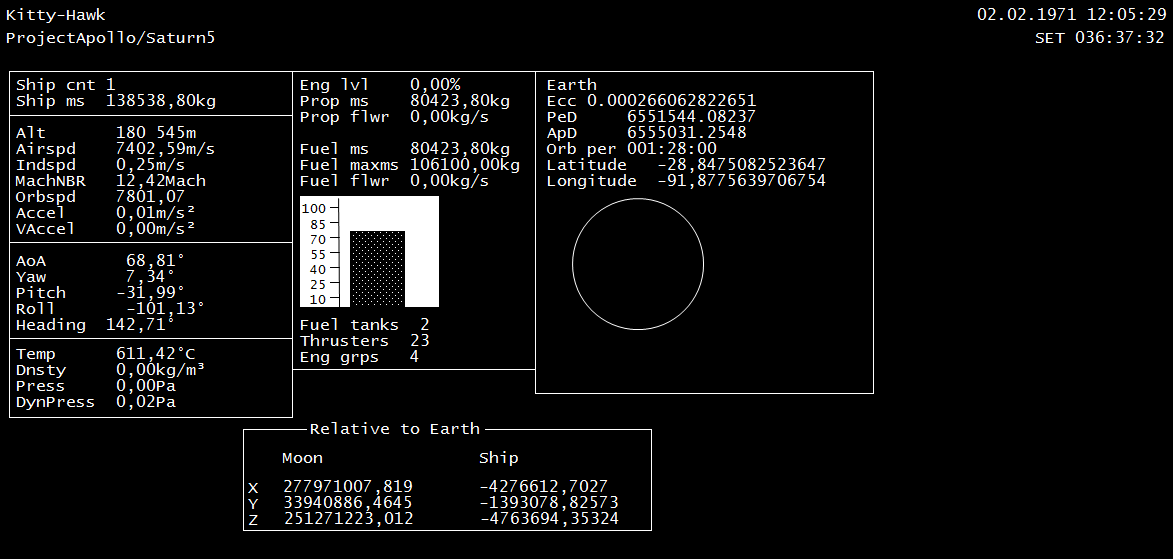 Kitty-Hawk
02.02.1971 12:05:29
ProjectApollo/Saturn5
SET 036:37:32
Ship cnt 1
Ship ms 138538,80kg
Alt 180 545m
Airspd 7402,59m/s
Indspd 0,25m/s
MachNBR 12,42Mach
Orbspd 7801,07
Accel 0,01m/s²
VAccel 0,00m/s²
AoA 68,81°
Yaw 7,34°
Pitch -31,99°
Roll -101,13°
Heading 142,71°
Temp 611,42°C
Dnsty 0,00kg/m³
Press 0,00Pa
DynPress 0,02Pa
Eng lvl 0,00%
Prop ms 80423,80kg
Prop flwr 0,00kg/s
Fuel ms 80423,80kg
Fuel maxms 106100,00kg
Fuel flwr 0,00kg/s
100
85
70
55
40
25
10
Fuel tanks 2
Thrusters 23
Eng grps 4
Earth
Ecc 0.000266062822651
PeD 6551544.08237
ApD 6555031.2548
Orb per 001:28:00
Latitude -28,8475082523647
Longitude -91,8775639706754
Relative to Earth
Moon Ship
X 277971007,819 -4276612,7027
Y 33940886,4645 -1393078,82573
Z 251271223,012 -4763694,35324